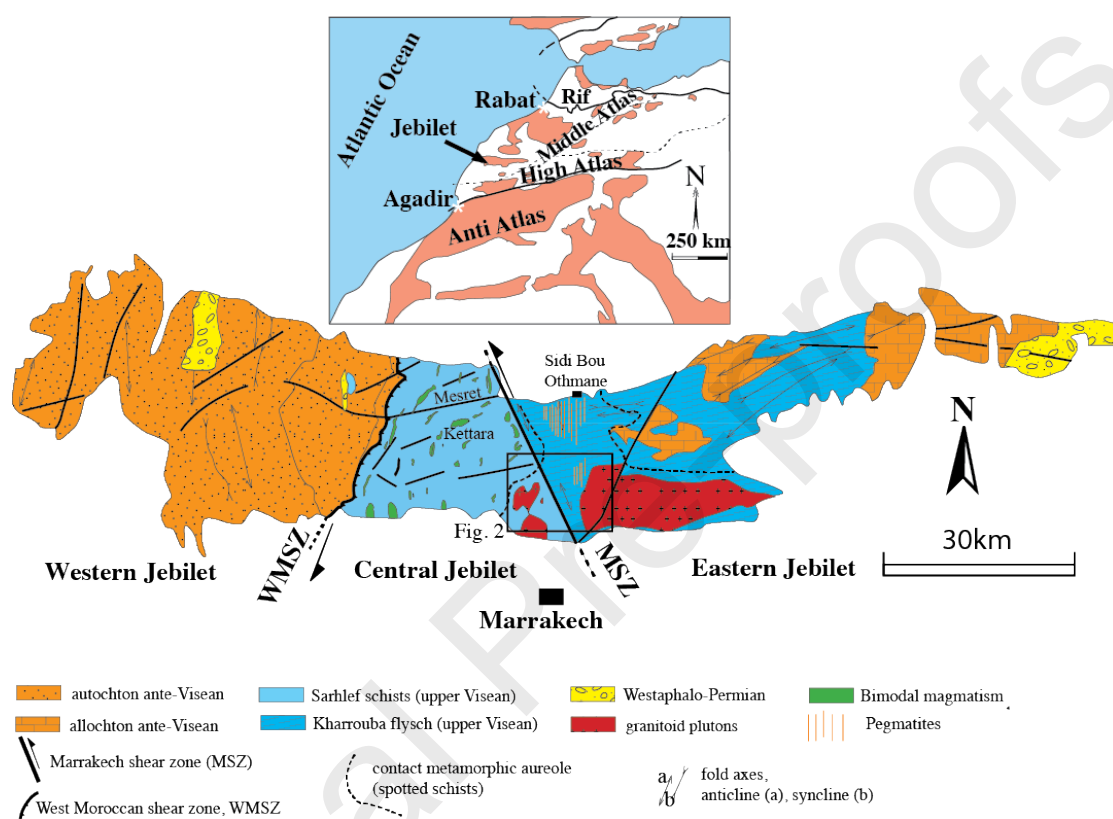 Atlantic Ocean
Rabat
Rif
Jebilet
Middle Atlas
High Atlas
Agadir
Anti Atlas
N
250 km
Sidi Bou
Othmane
Mesret
Kettara
N
Fig. 2
30km
Western Jebilet
WMSZ
Central Jebilet
MSZ
Eastern Jebilet
Marrakech
autochton ante-Visean
Sarhlef schists (upper Visean)
Westaphalo-Permian
Bimodal magmatism
allochton ante-Visean
Kharrouba flysch (upper Visean)
granitoid plutons
Pegmatites
Marrakech shear zone (MSZ)
contact metamorphic aureole
(spotted schists)
a
b
fold axes,
anticline (a), syncline (b)
West Moroccan shear zone, WMSZ
al Pre-proofs